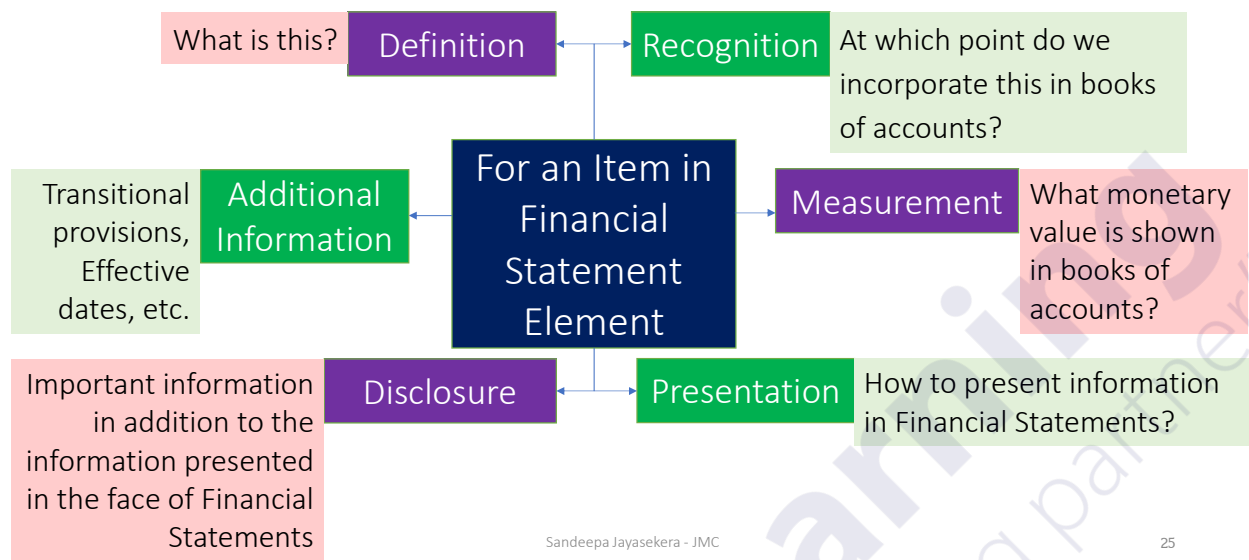 What is this?
Definition
Recognition
At which point do we
incorporate this in books
of accounts?
For an Item in
Financial
Statement
Element
Transitional
provisions,
Effective
dates, etc.
Additional
Information
Measurement
What monetary
value is shown
in books of
accounts?
Important information
in addition to the
information presented
in the face of Financial
Statements
Disclosure
Presentation
How to present information
in Financial Statements?
Sandeepa Jayasekera - JMC
25